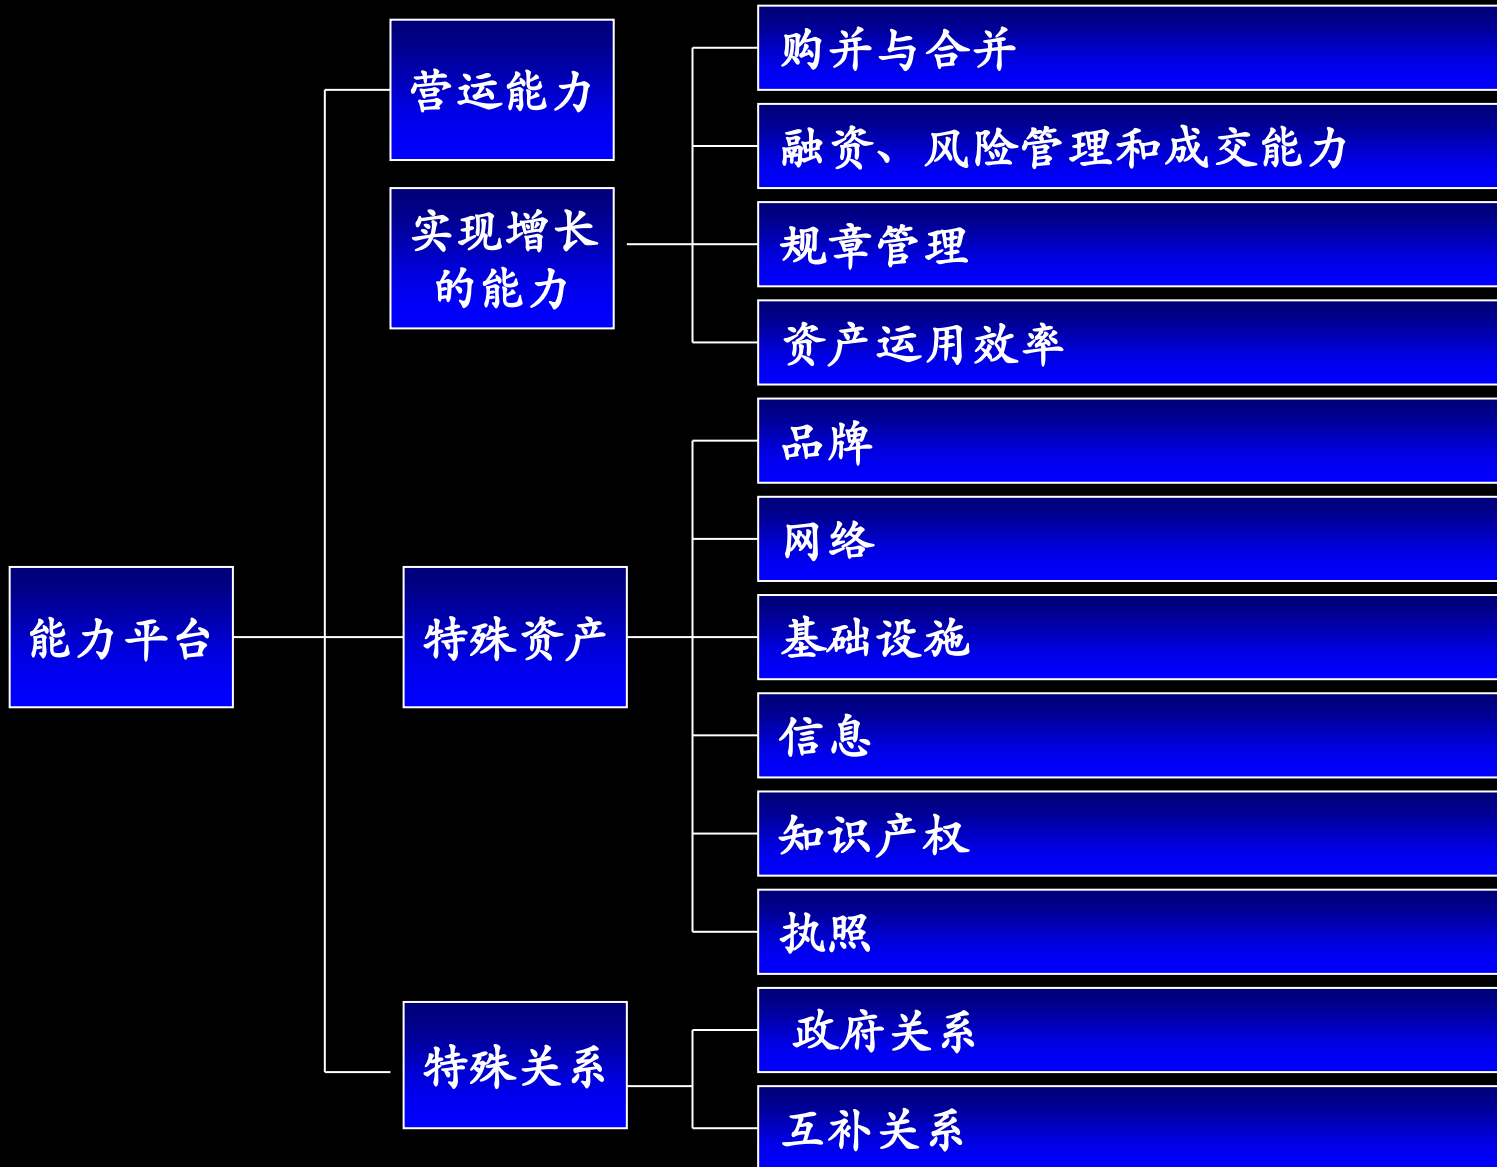 营运能力
实现增长
的能力
购并与合并
融资、风险管理和成交能力
规章管理
资产运用效率
能力平台
特殊资产
品牌
网络
基础设施
信息
知识产权
执照
特殊关系
政府关系
互补关系